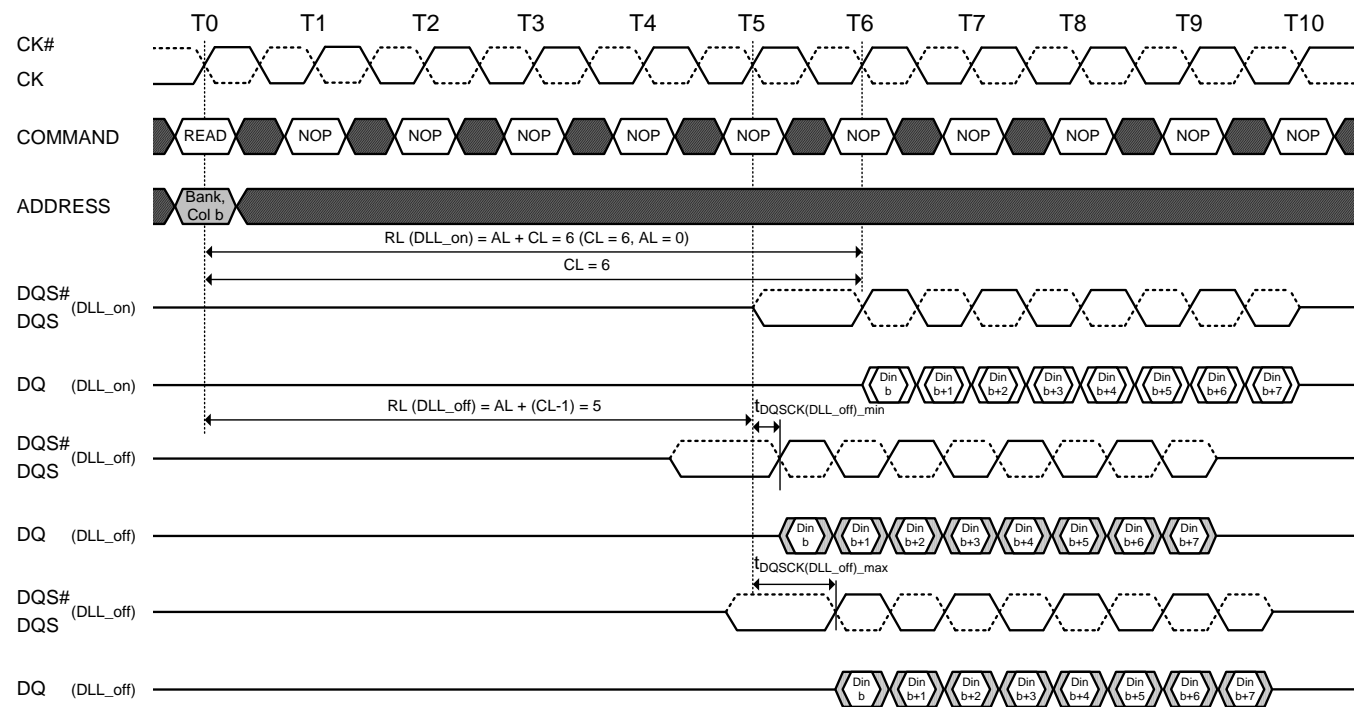 T0 T1 T2 T3 T4 T5 T6 T7 T8 T9 T10
CK#
CK
COMMAND READ NOP NOP NOP NOP NOP NOP NOP NOP NOP NOP
ADDRESS Bank, Col b
RL (DLL_on) = AL + CL = 6 (CL = 6, AL = 0)
CL = 6
DQS# (DLL_on)
DQS
DQ (DLL_on) Din b Din b+1 Din b+2 Din b+3 Din b+4 Din b+5 Din b+6 Din b+7
RL (DLL_off) = AL + (CL-1) = 5 tDQSCK(DLL_off)_min
DQS# (DLL_off)
DQS
DQ (DLL_off) Din b Din b+1 Din b+2 Din b+3 Din b+4 Din b+5 Din b+6 Din b+7
tDQSCK(DLL_off)_max
DQS# (DLL_off)
DQS
DQ (DLL_off) Din b Din b+1 Din b+2 Din b+3 Din b+4 Din b+5 Din b+6 Din b+7